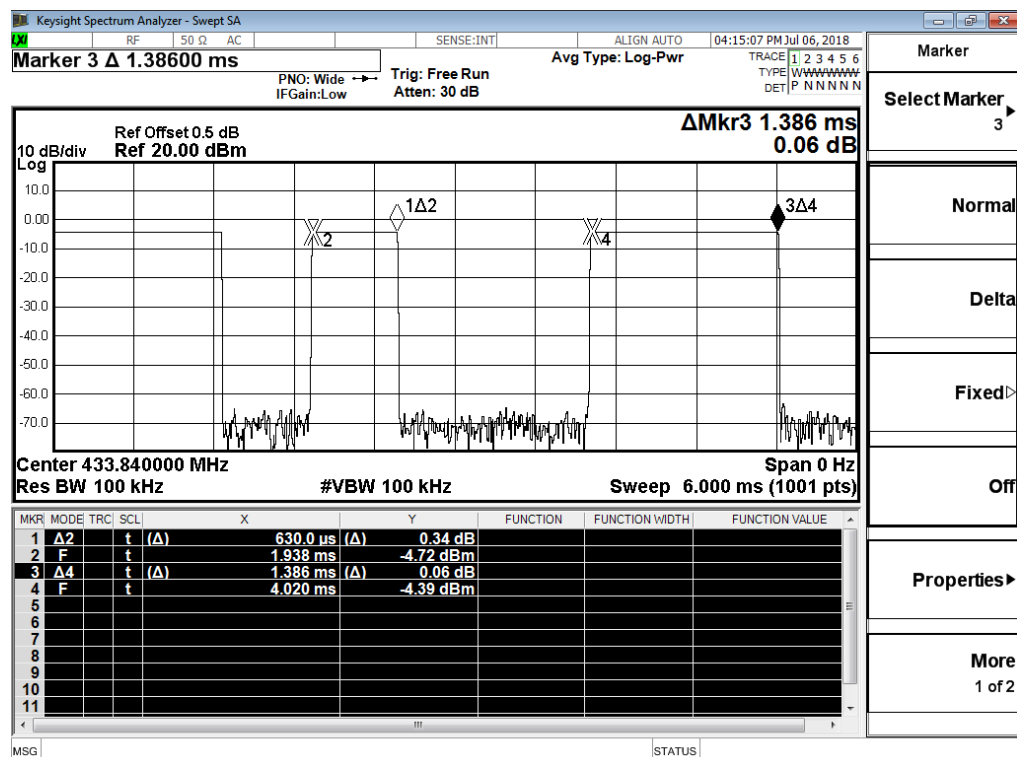 Keysight Spectrum Analyzer - Swept SA
LXI RF 50 Ω AC SENSE:INT ALIGN AUTO 04:15:07 PM Jul 06, 2018
Marker 3 Δ 1.38600 ms
PNO: Wide
IFGain:Low
Trig: Free Run
Atten: 30 dB
Avg Type: Log-Pwr
TRACE 1 2 3 4 5 6
TYPE WWWWWW
DET P N N N N N
Ref Offset 0.5 dB
10 dB/div Ref 20.00 dBm
Log
ΔMkr3 1.386 ms
0.06 dB
10.0
0.00
-10.0
-20.0
-30.0
-40.0
-50.0
-60.0
-70.0
2
1Δ2
4
3Δ4
Center 433.840000 MHz Span 0 Hz
Res BW 100 kHz #VBW 100 kHz Sweep 6.000 ms (1001 pts)
MKR MODE TRC SCL X Y FUNCTION FUNCTION WIDTH FUNCTION VALUE
1 Δ2 t (Δ) 630.0 µs (Δ) 0.34 dB
2 F t 1.938 ms -4.72 dBm
3 Δ4 t (Δ) 1.386 ms (Δ) 0.06 dB
4 F t 4.020 ms -4.39 dBm
5
6
7
8
9
10
11
MSG STATUS
Marker
Select Marker
3
Normal
Delta
Fixed
Off
Properties
More
1 of 2